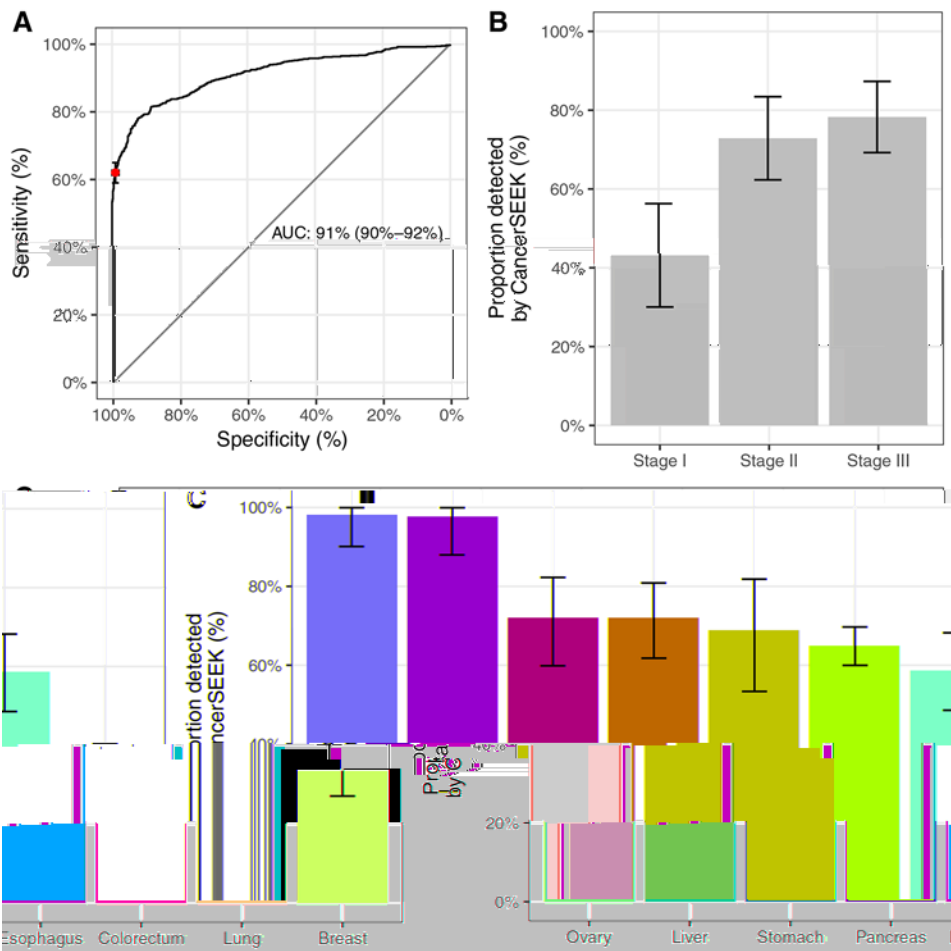 A
100%
80%
60%
40%
20%
0%
Sensitivity (%)
AUC: 91% (90%–92%)
100% 80% 60% 40% 20% 0%
Specificity (%)
B
100%
80%
60%
40%
20%
0%
Proportion detected
by CancerSEEK (%)
Stage I Stage II Stage III
C
100%
80%
60%
40%
rtion detected
ncerSEEK (%)
20%
0%
Esophagus Colorectum Lung Breast
Ovary Liver Stomach Pancreas